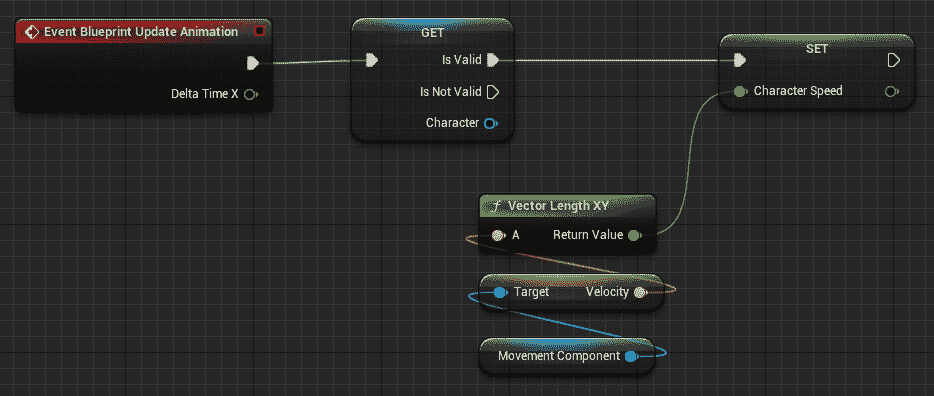 Event Blueprint Update Animation
Delta Time X
GET
Is Valid
Is Not Valid
Character
SET
Character Speed
f Vector Length XY
A Return Value
Target Velocity
Movement Component